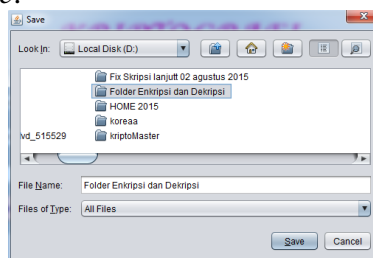 Save
Look In: Local Disk (D:)
Fix Skripsi lanjutt 02 agustus 2015
Folder Enkripsi dan Dekripsi
HOME 2015
koreaa
vd_515529 kriptoMaster
File Name: Folder Enkripsi dan Dekripsi
Files of Type: All Files
Save Cancel